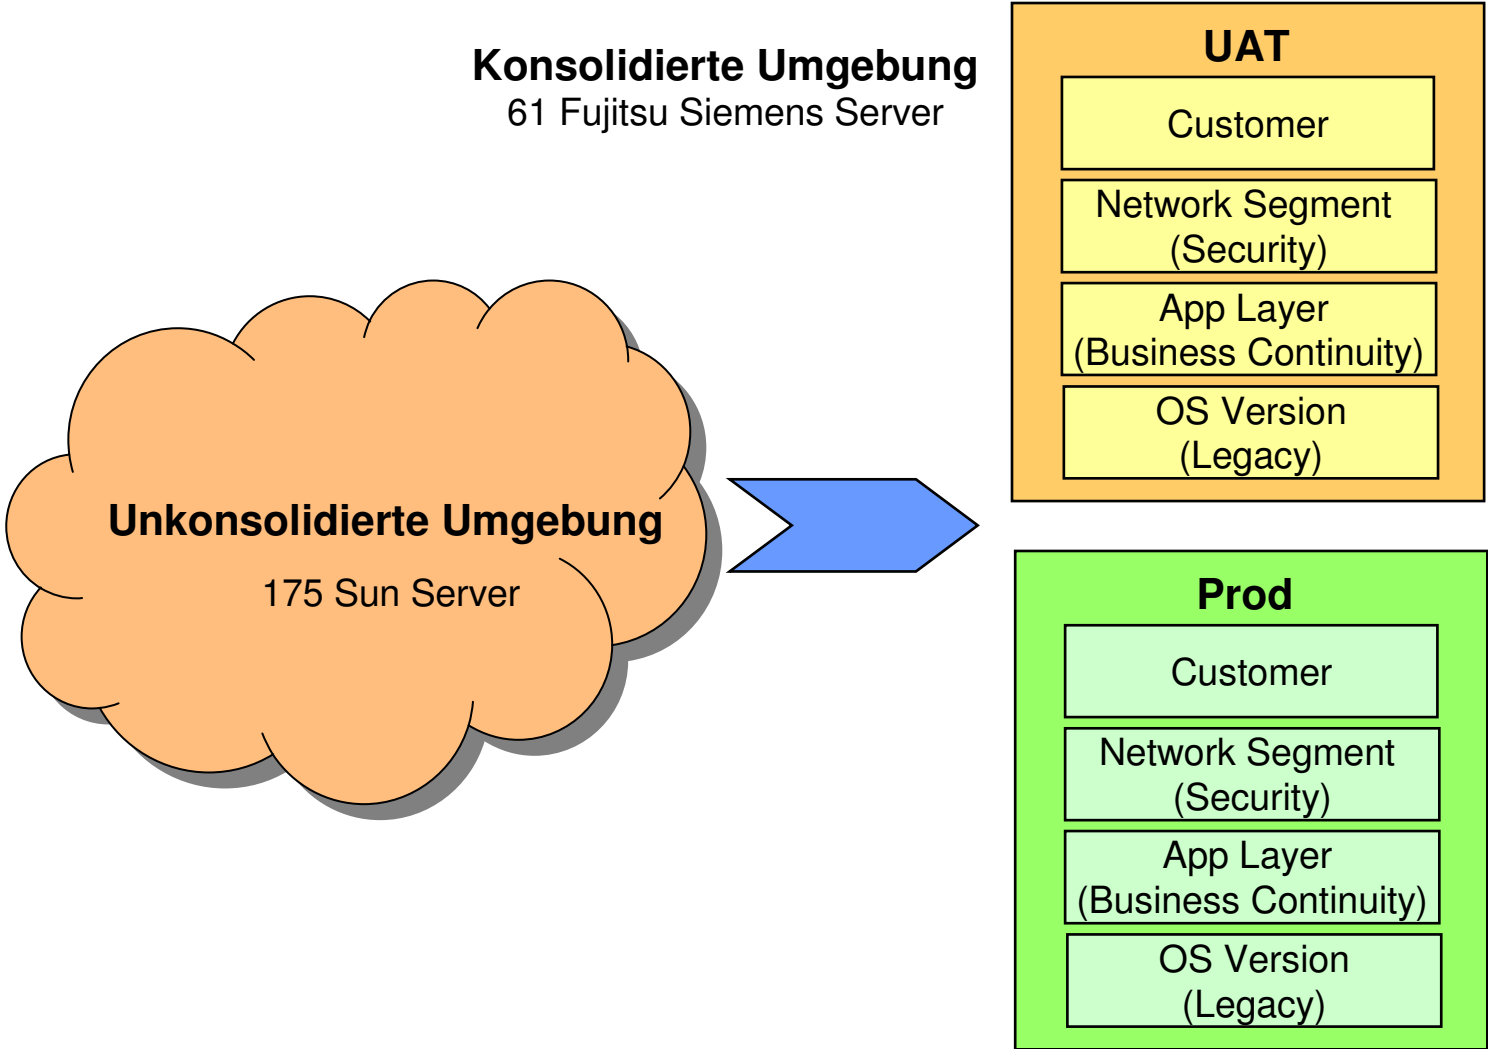 Konsolidierte Umgebung
61 Fujitsu Siemens Server
Unkonsolidierte Umgebung
175 Sun Server
UAT
Customer
Network Segment
(Security)
App Layer
(Business Continuity)
OS Version
(Legacy)
Prod
Customer
Network Segment
(Security)
App Layer
(Business Continuity)
OS Version
(Legacy)